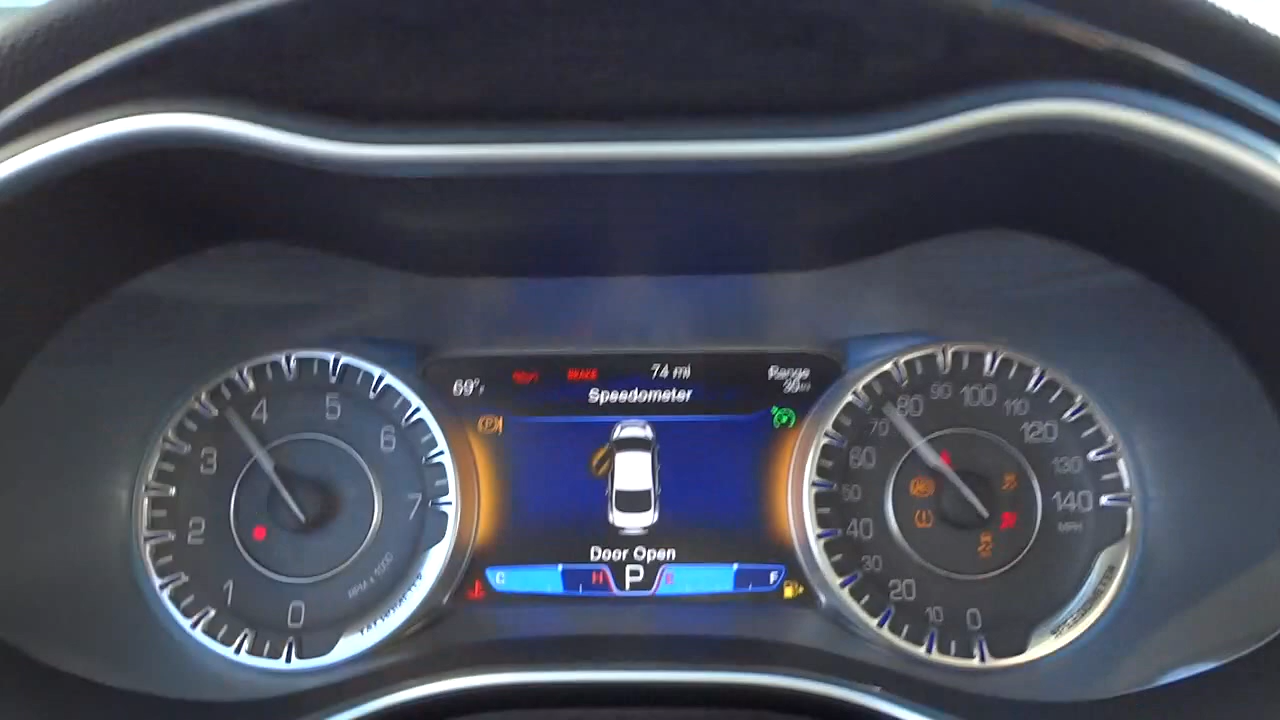 74 mi
Range
69°F
Speedometer
BRAKE
4 5
3 6
2 7
1 0
RPM x 1000
80 90 100 110
70 120
60 130
50 140
MPH
40
30
20
10 0
Door Open
C H P E F